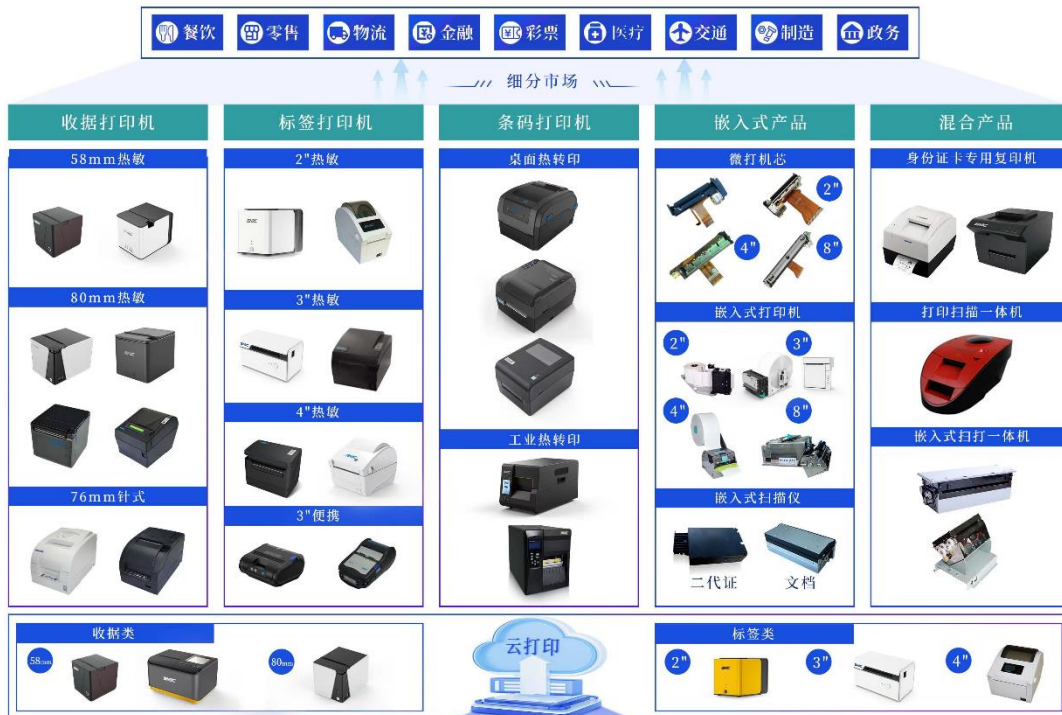 餐饮 零售 物流 金融 彩票 医疗 交通 制造 政务
细分市场
收据打印机 标签打印机 条码打印机 嵌入式产品 混合产品
58mm热敏 2"热敏 桌面热转印 微打机芯 身份证卡专用复印机
2"
4" 8"
80mm热敏 3"热敏 嵌入式打印机 打印扫描一体机
2" 3"
4" 8"
4"热敏 工业热转印 嵌入式扫打一体机
76mm针式 3"便携 嵌入式扫描仪
二代证 文档
收据类 云打印 标签类
58mm 80mm 2" 3" 4"